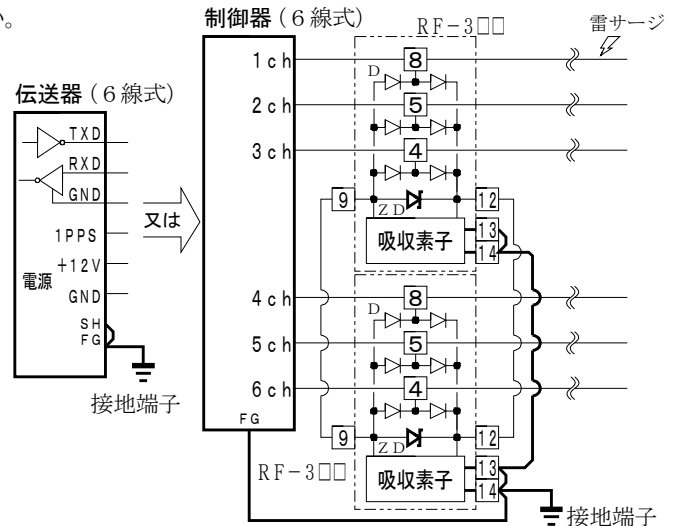 い。
制御器(6線式)
RF-3□□
雷サージ
1ch
8
D
伝送器(6線式)
2ch
5
TXD
3ch
4
RXD
GND
9
ZD
12
又は
吸収素子
13
14
1PPS
+12V
電源
GND
4ch
8
D
SH
FG
5ch
5
接地端子
6ch
4
FG
9
ZD
12
RF-3□□
吸収素子
13
14
接地端子